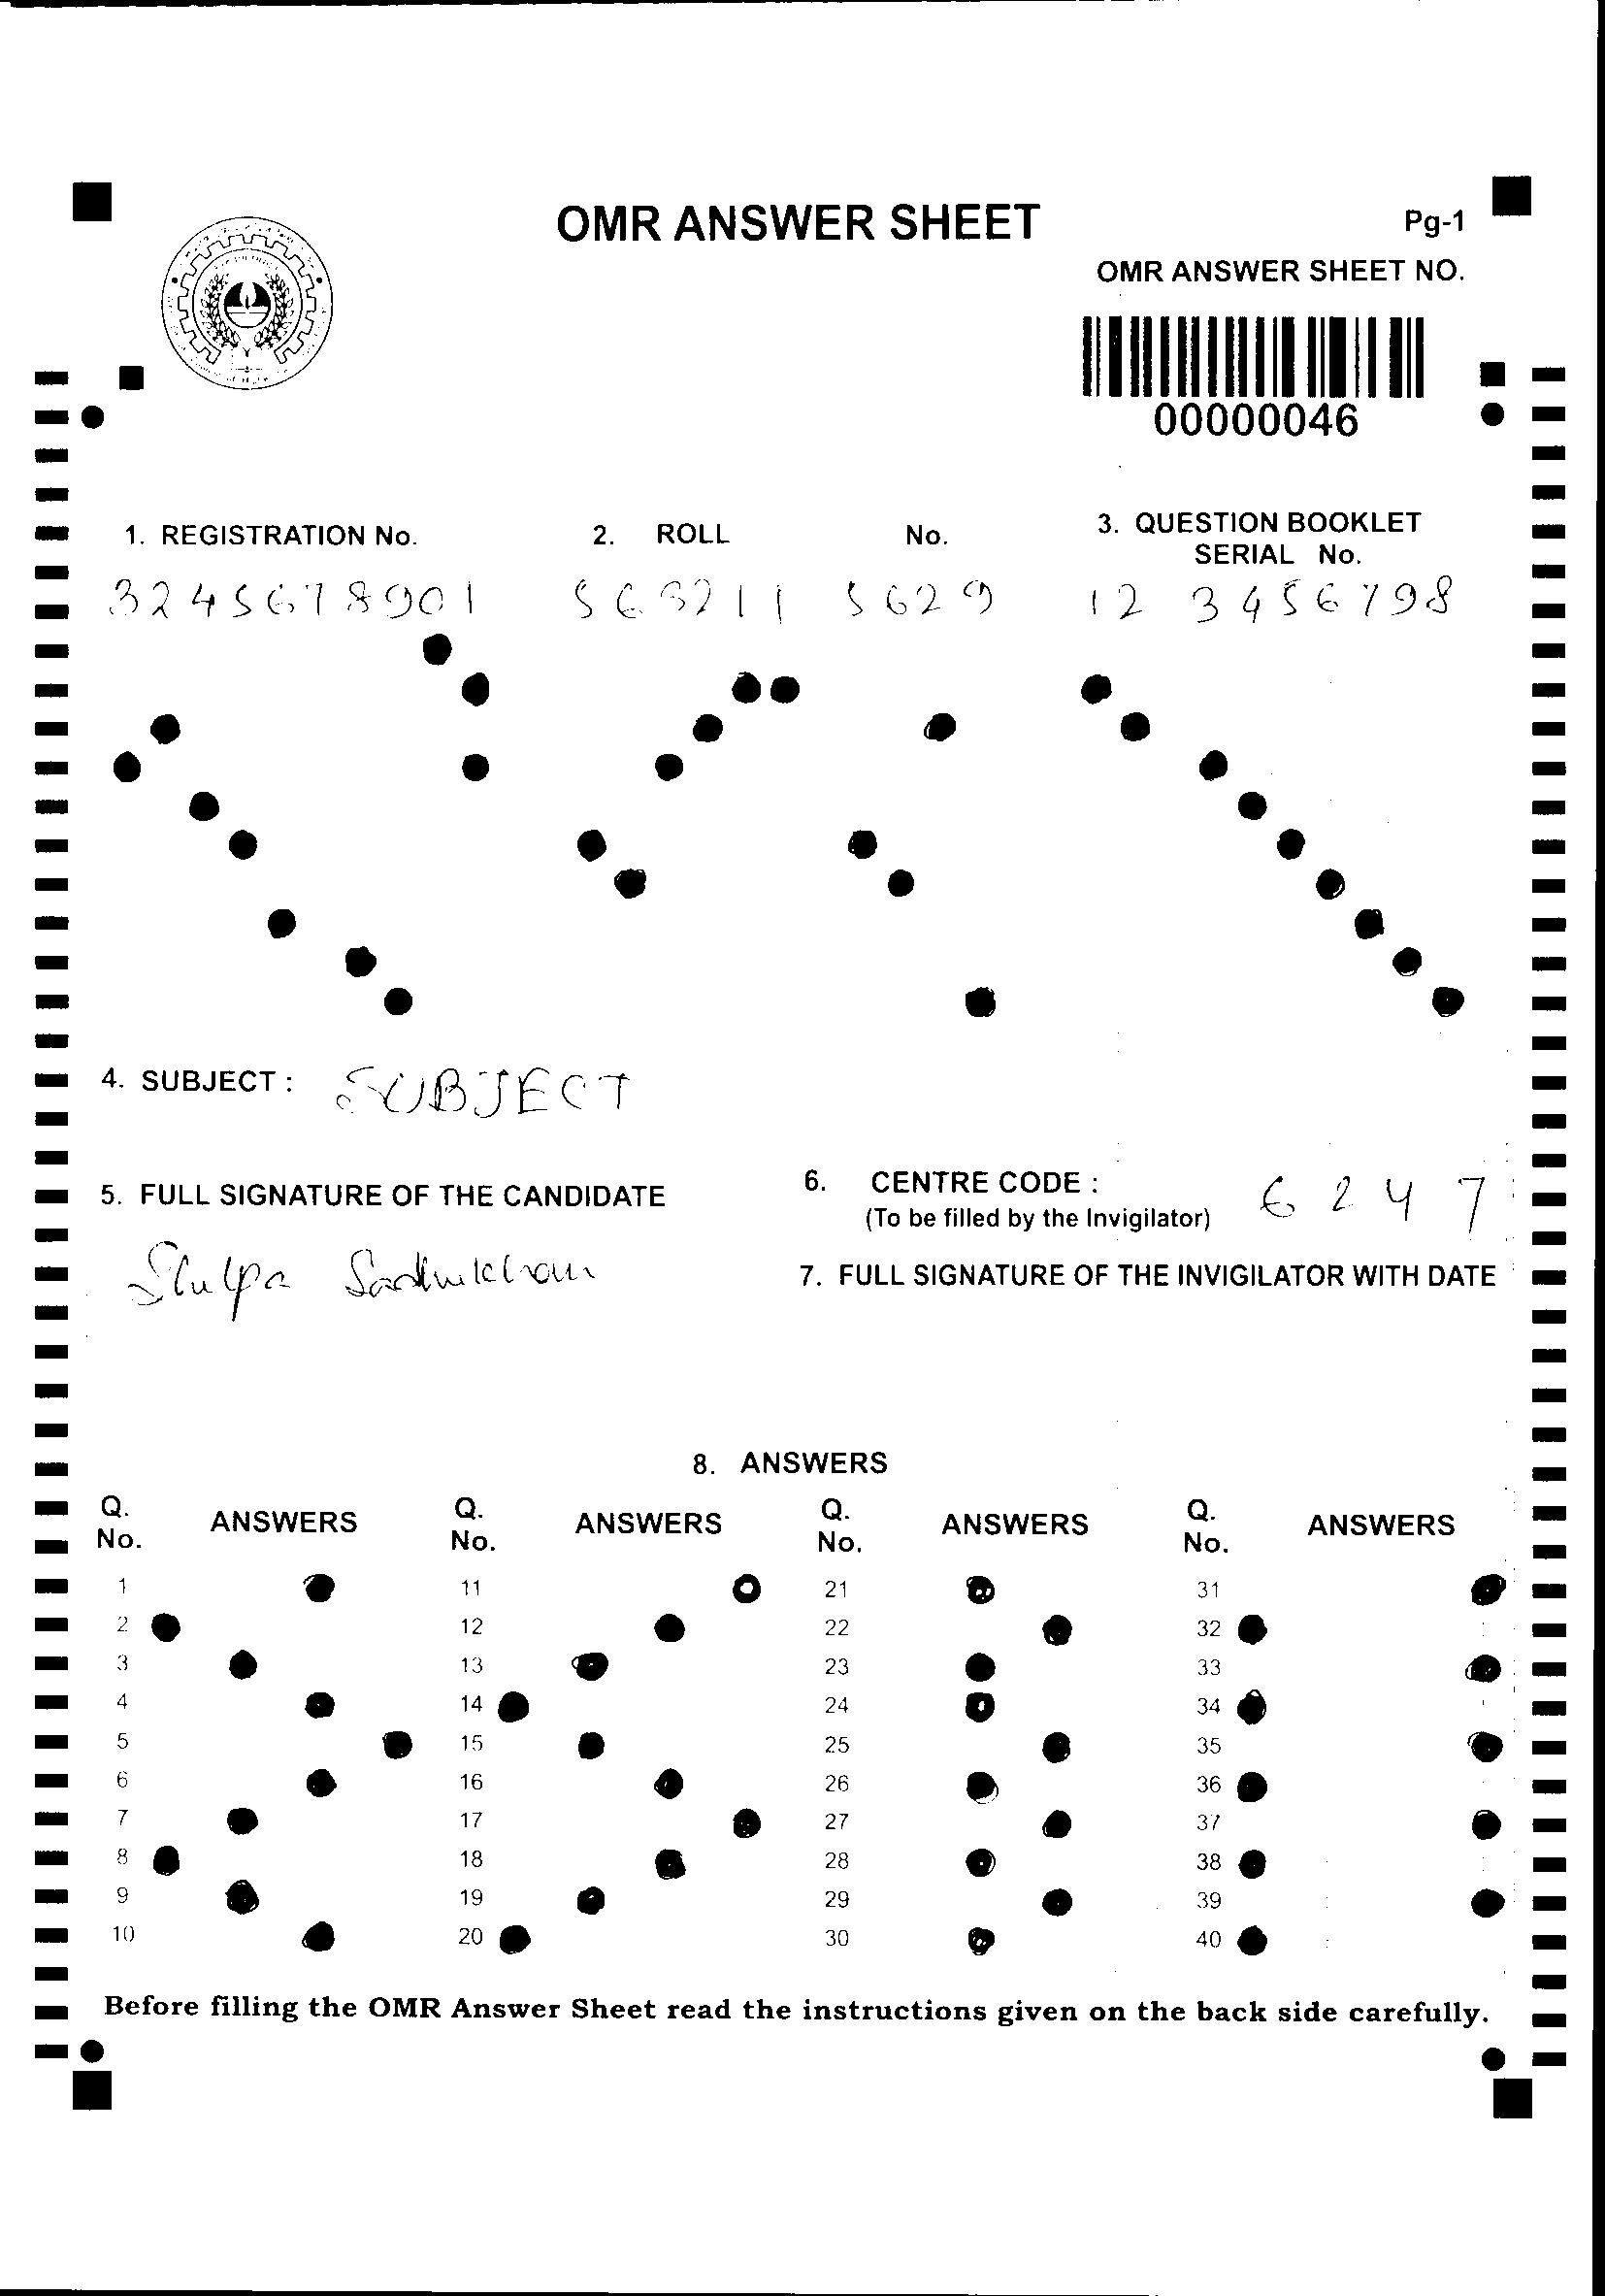 OMR ANSWER SHEET
Pg-1
OMR ANSWER SHEET NO.
00000046
1. REGISTRATION No.
2. ROLL No.
3. QUESTION BOOKLET
SERIAL No.
3245678901
563211 5629
12 3456798
4. SUBJECT : SUBJECT
5. FULL SIGNATURE OF THE CANDIDATE
6. CENTRE CODE : 6247
(To be filled by the Invigilator)
7. FULL SIGNATURE OF THE INVIGILATOR WITH DATE
8. ANSWERS
Q. No. ANSWERS Q. No. ANSWERS Q. No. ANSWERS Q. No. ANSWERS
1 11 21 31
2 12 22 32
3 13 23 33
4 14 24 34
5 15 25 35
6 16 26 36
7 17 27 37
8 18 28 38
9 19 29 39
10 20 30 40
Before filling the OMR Answer Sheet read the instructions given on the back side carefully.